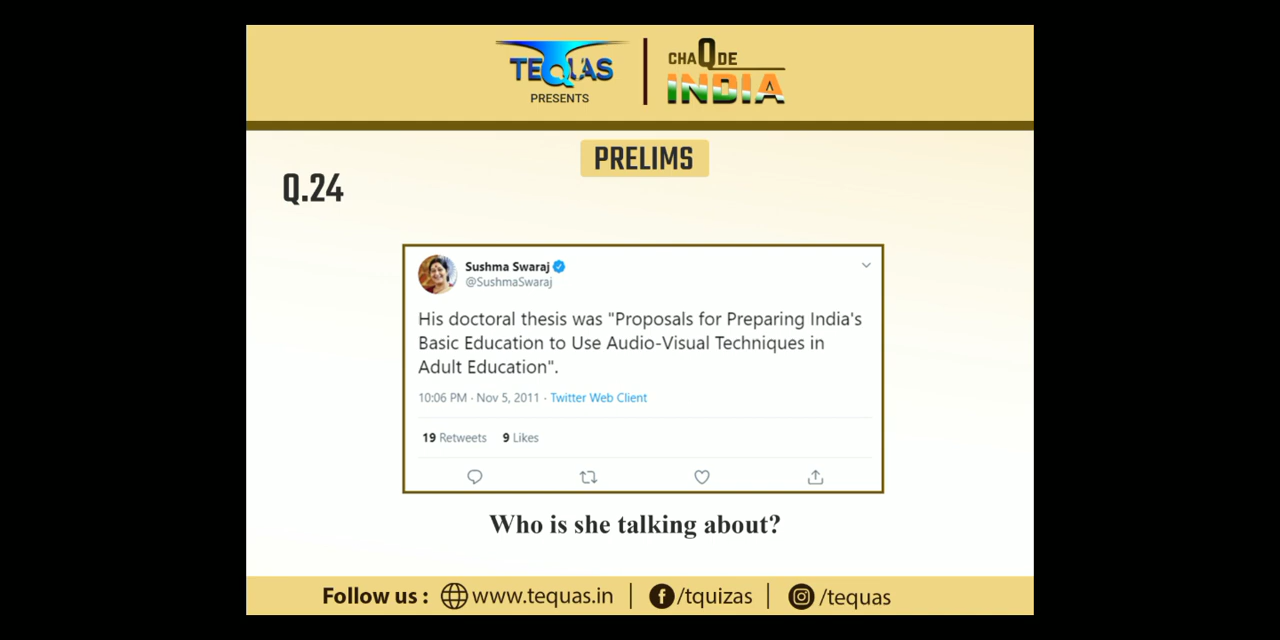 TEQUAS
PRESENTS
CHAQDE
INDIA
PRELIMS
Q.24
Sushma Swaraj
@SushmaSwaraj
His doctoral thesis was "Proposals for Preparing India's
Basic Education to Use Audio-Visual Techniques in
Adult Education".
10:06 PM · Nov 5, 2011 · Twitter Web Client
19 Retweets 9 Likes
Who is she talking about?
Follow us : www.tequas.in | /tquizas | /tequas